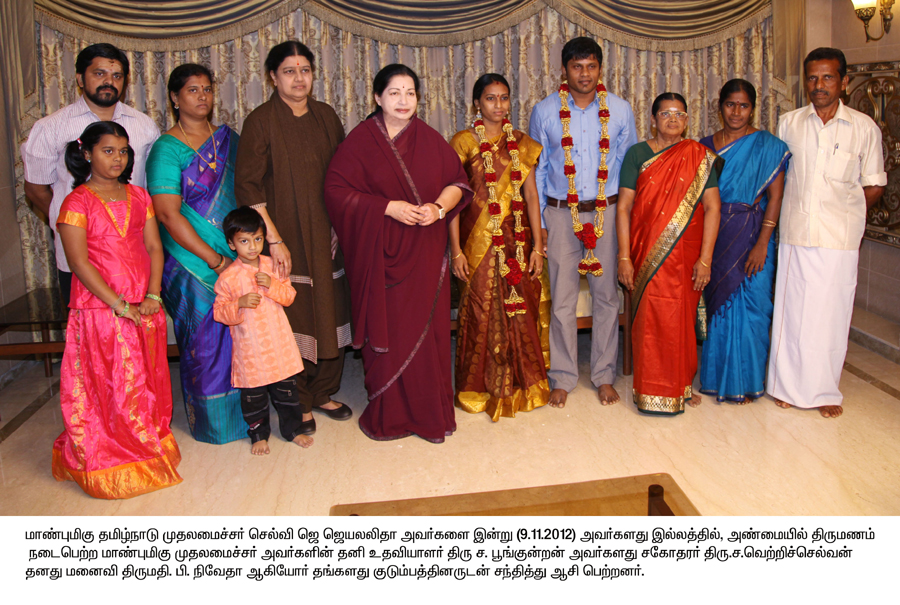 மாண்புமிகு தமிழ்நாடு முதலமைச்சர் செல்வி ஜெ ஜெயலலிதா அவர்களை இன்று (9.11.2012) அவர்களது இல்லத்தில், அண்மையில் திருமணம்
நடைபெற்ற மாண்புமிகு முதலமைச்சர் அவர்களின் தனி உதவியாளர் திரு ச. பூங்குன்றன் அவர்களது சகோதரர் திரு.ச.வெற்றிச்செல்வன்
தனது மனைவி திருமதி. பி. நிவேதா ஆகியோர் தங்களது குடும்பத்தினருடன் சந்தித்து ஆசி பெற்றனர்.